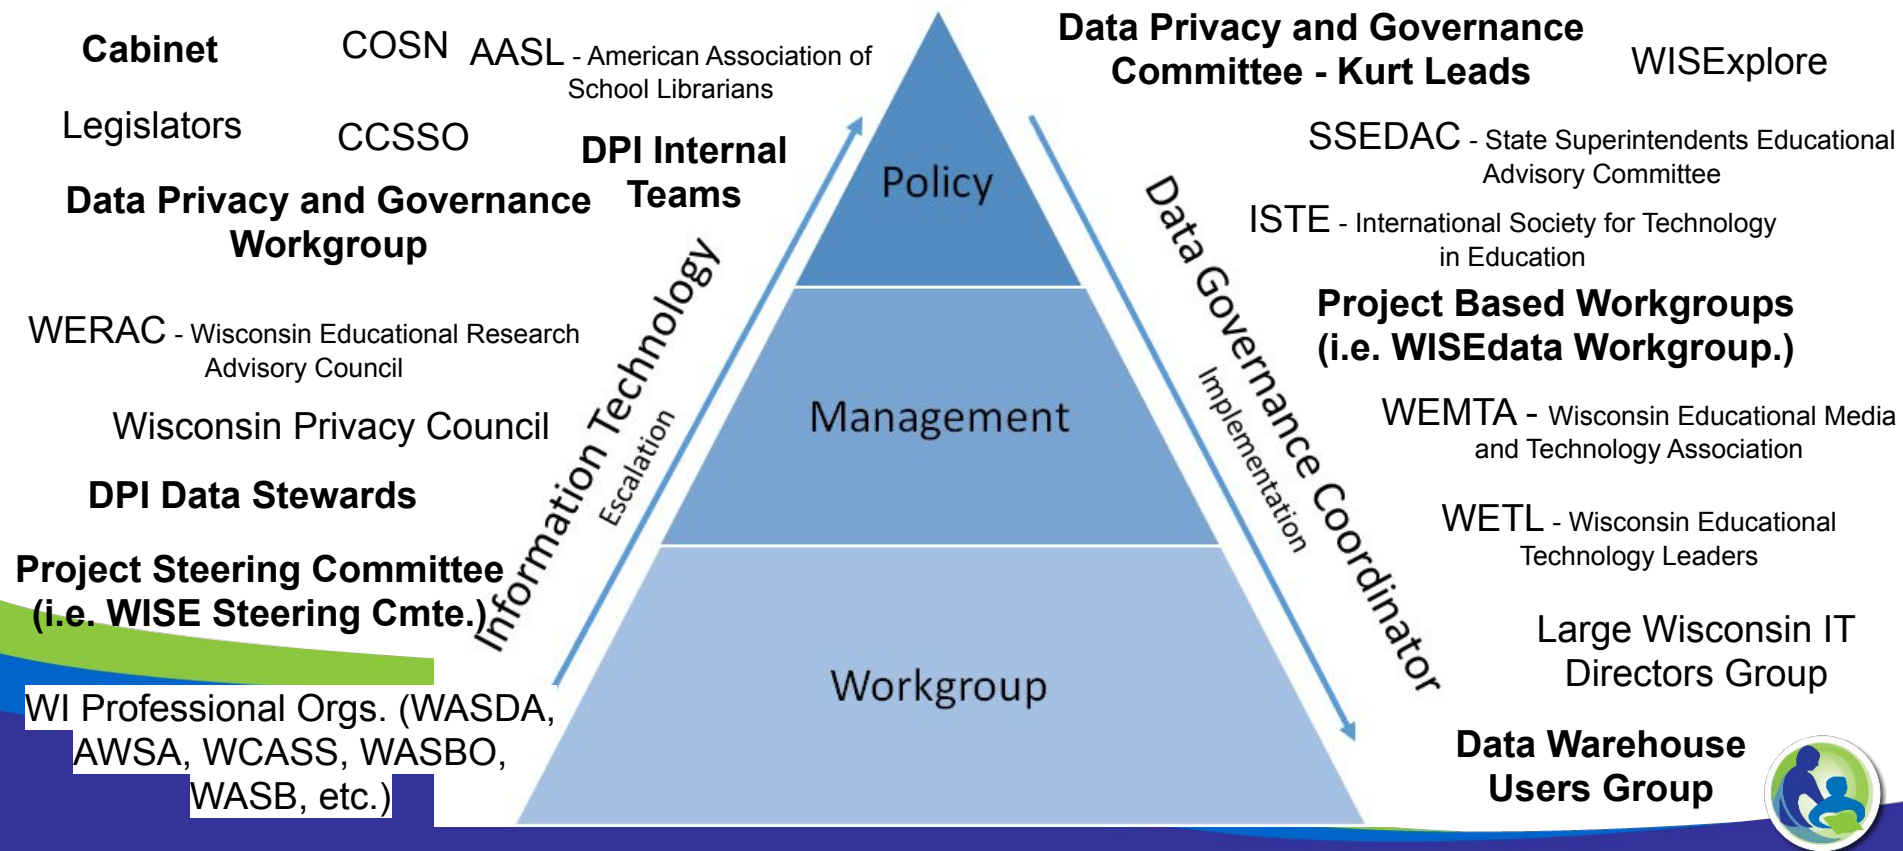 Cabinet
COSN
AASL - American Association of
School Librarians
Legislators
CCSSO
DPI Internal
Teams
Data Privacy and Governance
Workgroup
WERAC - Wisconsin Educational Research
Advisory Council
Wisconsin Privacy Council
DPI Data Stewards
Project Steering Committee
(i.e. WISE Steering Cmte.)
WI Professional Orgs. (WASDA,
AWSA, WCASS, WASBO,
WASB, etc.)
Information Technology
Escalation
Policy
Management
Workgroup
Data Governance Coordinator
Implementation
Data Privacy and Governance
Committee - Kurt Leads
WISExplore
SSEDAC - State Superintendents Educational
Advisory Committee
ISTE - International Society for Technology
in Education
Project Based Workgroups
(i.e. WISEdata Workgroup.)
WEMTA - Wisconsin Educational Media
and Technology Association
WETL - Wisconsin Educational
Technology Leaders
Large Wisconsin IT
Directors Group
Data Warehouse
Users Group